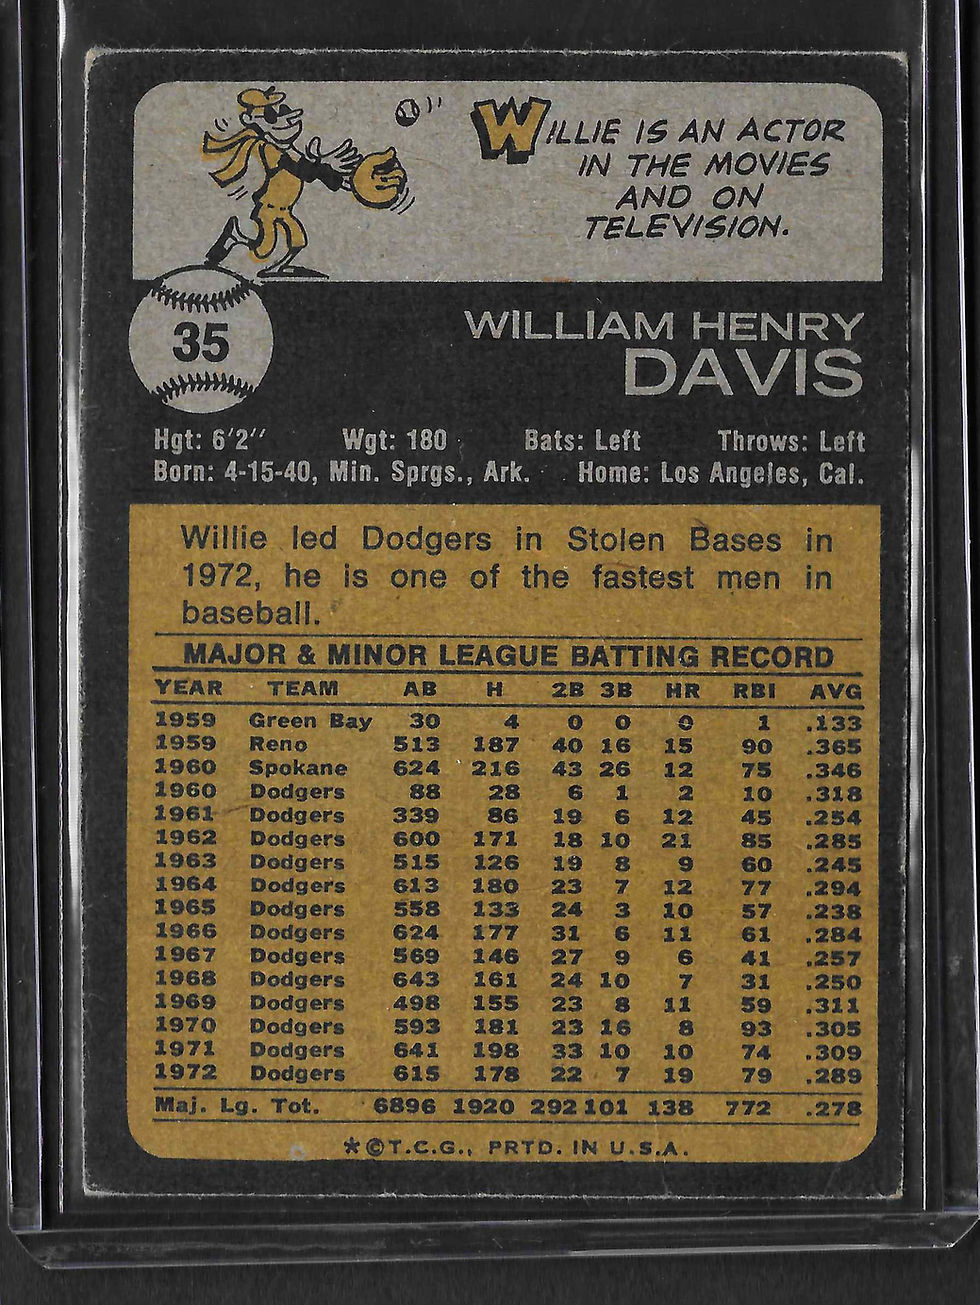 WILLIE IS AN ACTOR
IN THE MOVIES
AND ON
TELEVISION.
35
WILLIAM HENRY
DAVIS
Hgt: 6'2" Wgt: 180 Bats: Left Throws: Left
Born: 4-15-40, Min. Sprgs., Ark. Home: Los Angeles, Cal.
Willie led Dodgers in Stolen Bases in
1972, he is one of the fastest men in
baseball.
MAJOR & MINOR LEAGUE BATTING RECORD
YEAR TEAM AB H 2B 3B HR RBI AVG
1959 Green Bay 30 4 0 0 0 1 .133
1959 Reno 513 187 40 16 15 90 .365
1960 Spokane 624 216 43 26 12 75 .346
1960 Dodgers 88 28 6 1 2 10 .318
1961 Dodgers 339 86 19 6 12 45 .254
1962 Dodgers 600 171 18 10 21 85 .285
1963 Dodgers 515 126 19 8 9 60 .245
1964 Dodgers 613 180 23 7 12 77 .294
1965 Dodgers 558 133 24 3 10 57 .238
1966 Dodgers 624 177 31 6 11 61 .284
1967 Dodgers 569 146 27 9 6 41 .257
1968 Dodgers 643 161 24 10 7 31 .250
1969 Dodgers 498 155 23 8 11 59 .311
1970 Dodgers 593 181 23 16 8 93 .305
1971 Dodgers 641 198 33 10 10 74 .309
1972 Dodgers 615 178 22 7 19 79 .289
Maj. Lg. Tot. 6896 1920 292 101 138 772 .278
*©T.C.G., PRTD. IN U.S.A.